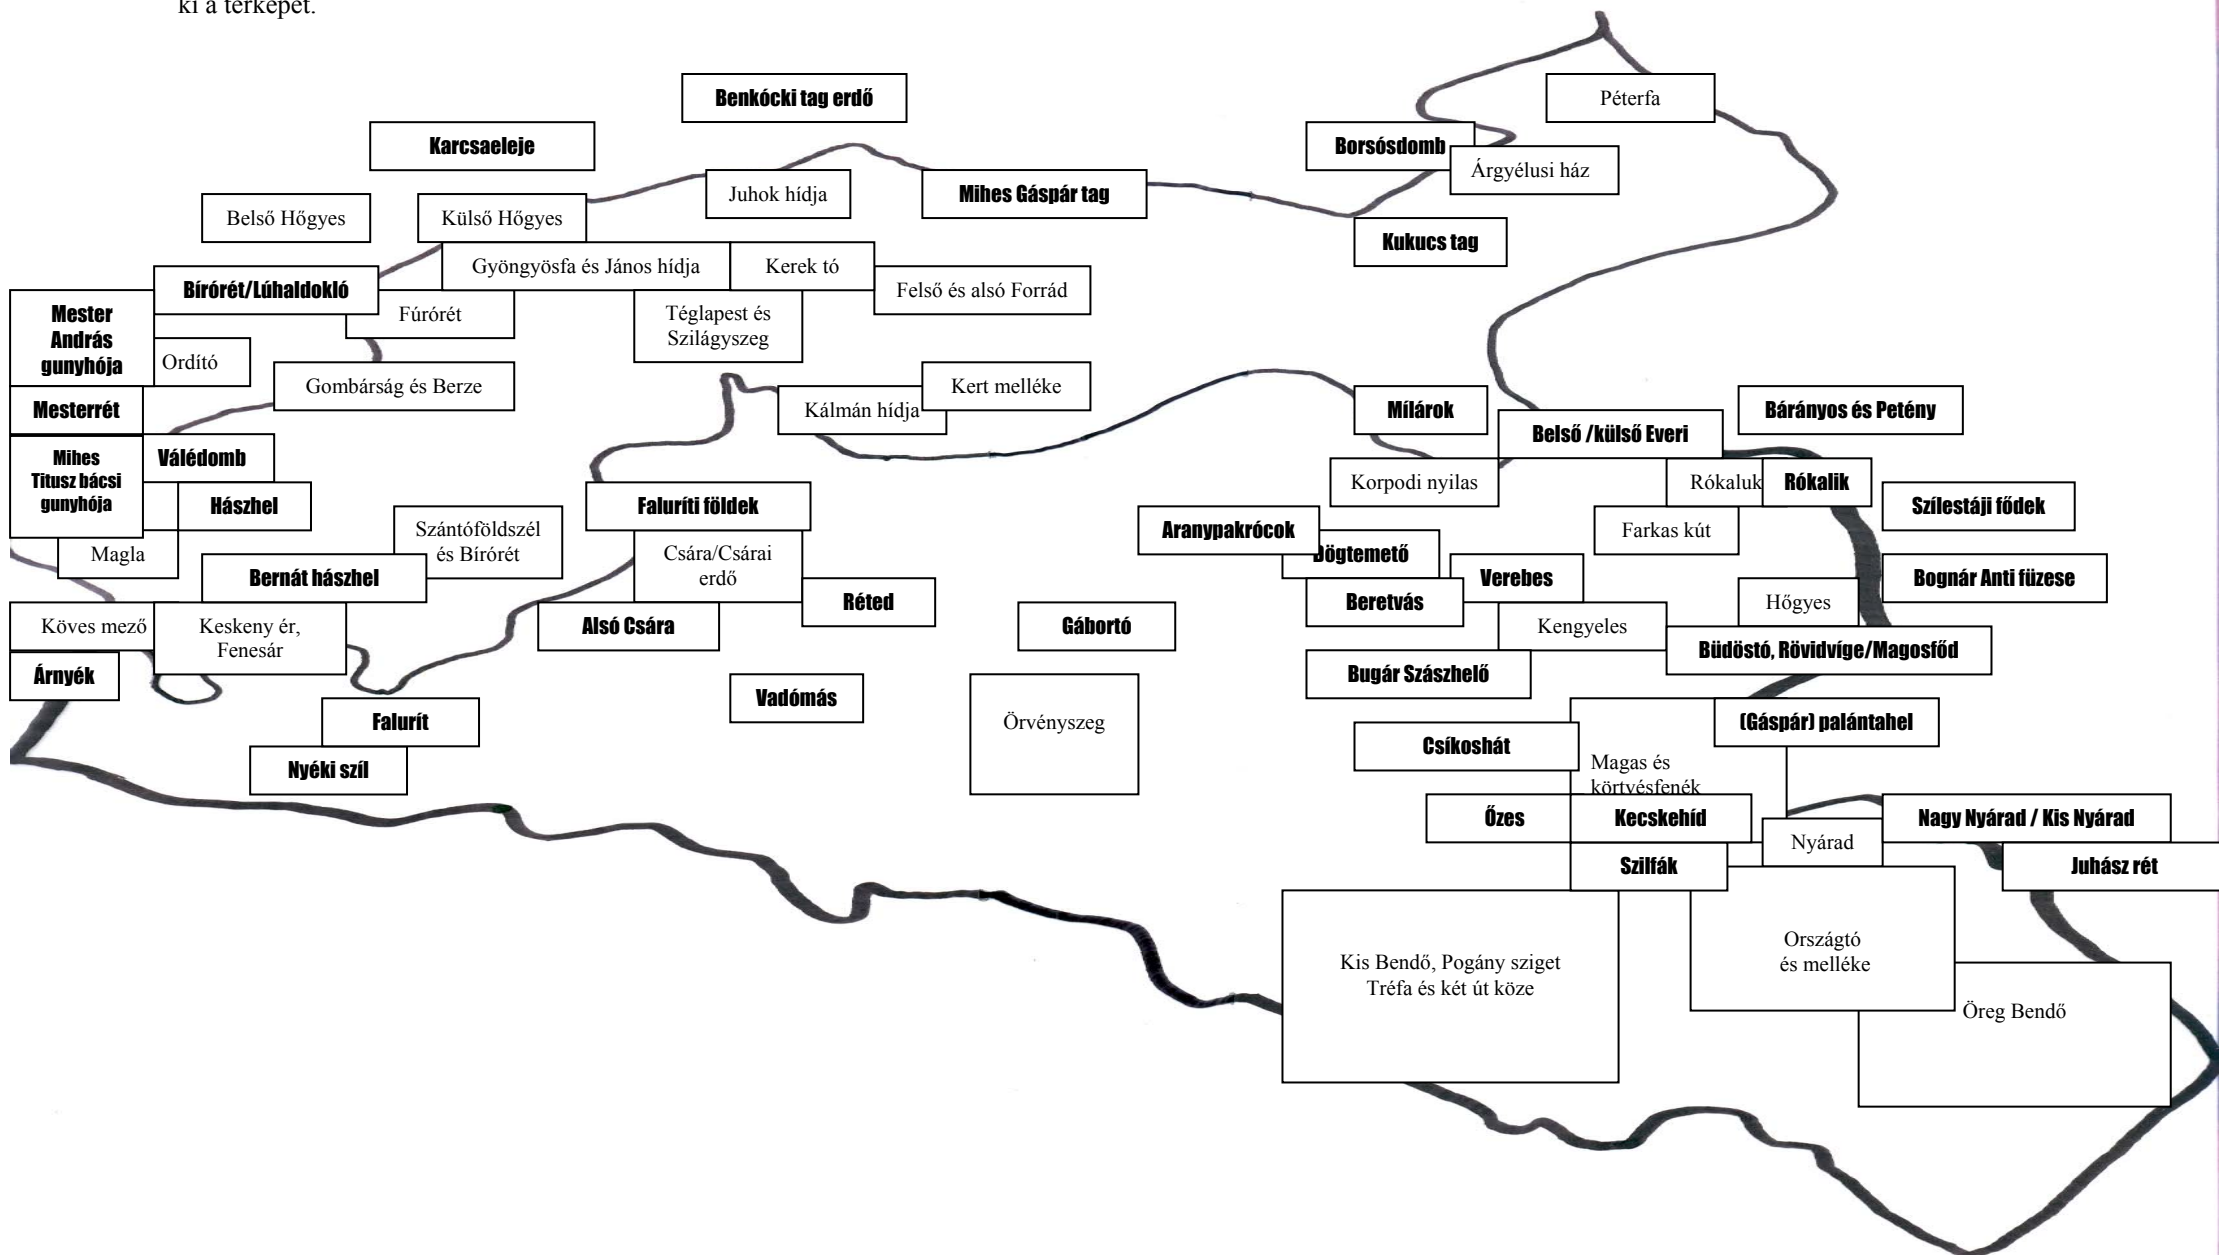 ki a térképet.
Péterfa
Benkócki tag erdő
Karcsaeleje
Borsósdomb
Árgyélusi ház
Juhok hídja
Mihes Gáspár tag
Belső Hőgyes
Külső Hőgyes
Kukucs tag
Gyöngyösfa és János hídja
Kerek tó
Felső és alsó Forrád
Bírórét/Lúhaldokló
Mester
András
gunyhója
Fúrórét
Téglapest és
Szilágyszeg
Ordító
Gombárság és Berze
Kert melléke
Kálmán hídja
Mesterrét
Mílárok
Bárányos és Petény
Belső /külső Everi
Mihes
Titusz bácsi
gunyhója
Válédomb
Korpodi nyilas
Rókaluk
Rókalik
Hászhel
Faluríti földek
Szílestáji fődek
Szántóföldszél
és Bírórét
Aranypakrócok
Farkas kút
Magla
Csára/Csárai
erdő
Dögtemető
Bernát hászhel
Verebes
Bognár Anti füzese
Réted
Beretvás
Hőgyes
Köves mező
Keskeny ér,
Fenesár
Alsó Csára
Gábortó
Kengyeles
Büdöstó, Rövidvíge/Magosfőd
Árnyék
Bugár Szászhelő
Vadómás
Falurít
Örvényszeg
(Gáspár) palántahel
Csíkoshát
Nyéki szíl
Magas és
körtvésfenék
Őzes
Kecskehíd
Nagy Nyárad / Kis Nyárad
Nyárad
Szilfák
Juhász rét
Országtó
és melléke
Kis Bendő, Pogány sziget
Tréfa és két út köze
Öreg Bendő